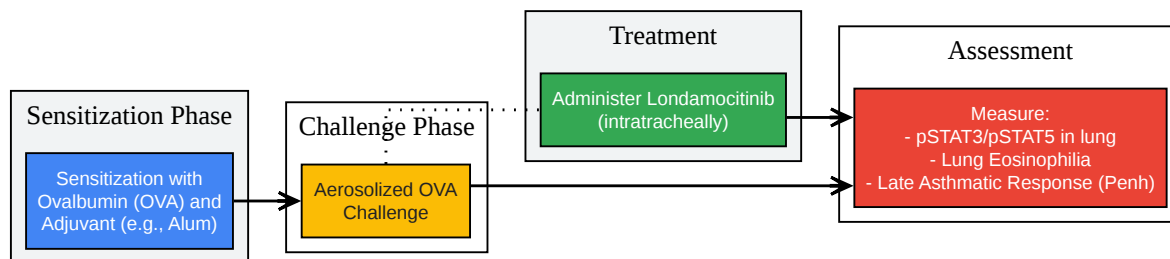 Sensitization Phase
Sensitization with
Ovalbumin (OVA) and
Adjuvant (e.g., Alum)
Challenge Phase
Aerosolized OVA
Challenge
Treatment
Administer Londamocitinib
(intratracheally)
Assessment
Measure:
- pSTAT3/pSTAT5 in lung
- Lung Eosinophilia
- Late Asthmatic Response (Penh)